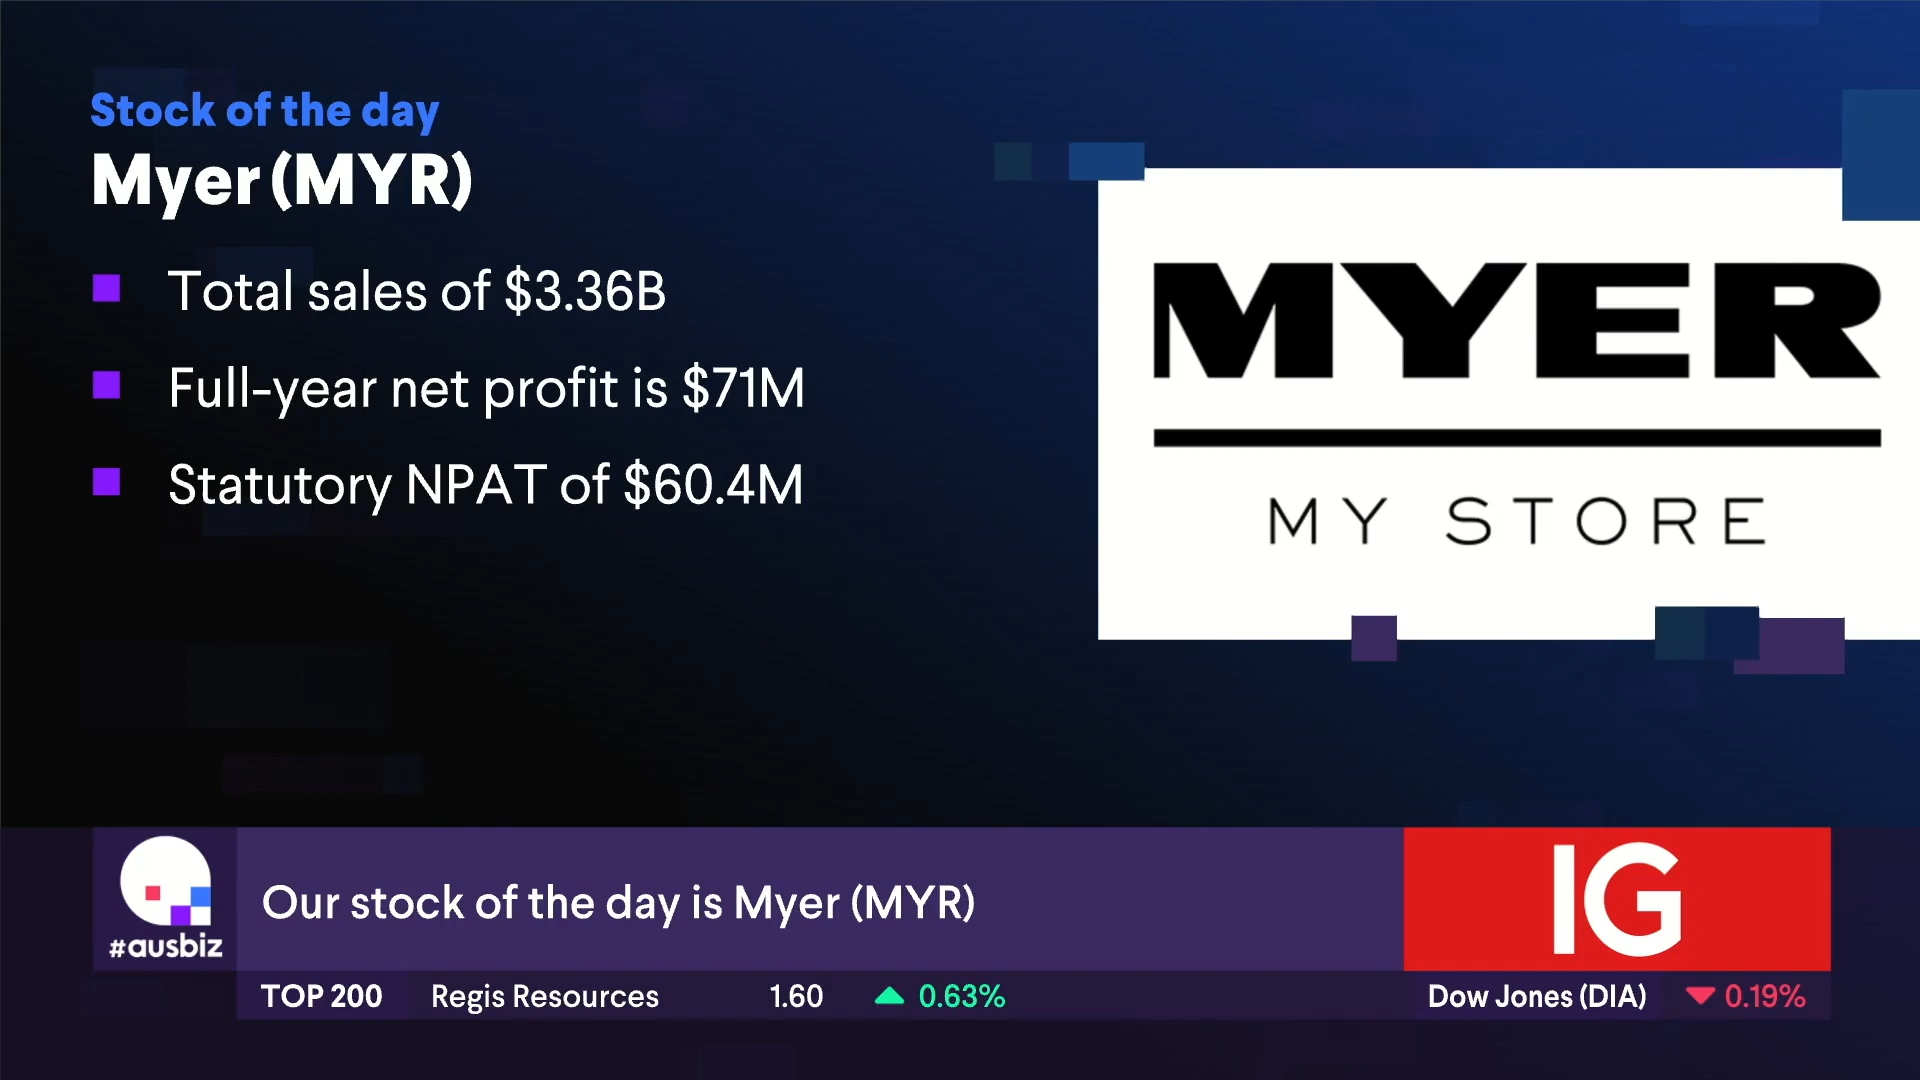 Stock of the day
Myer (MYR)
Total sales of $3.36B
Full-year net profit is $71M
Statutory NPAT of $60.4M
MYER
MY STORE
#ausbiz
Our stock of the day is Myer (MYR)
IG
TOP 200 Regis Resources 1.60 0.63% Dow Jones (DIA) 0.19%